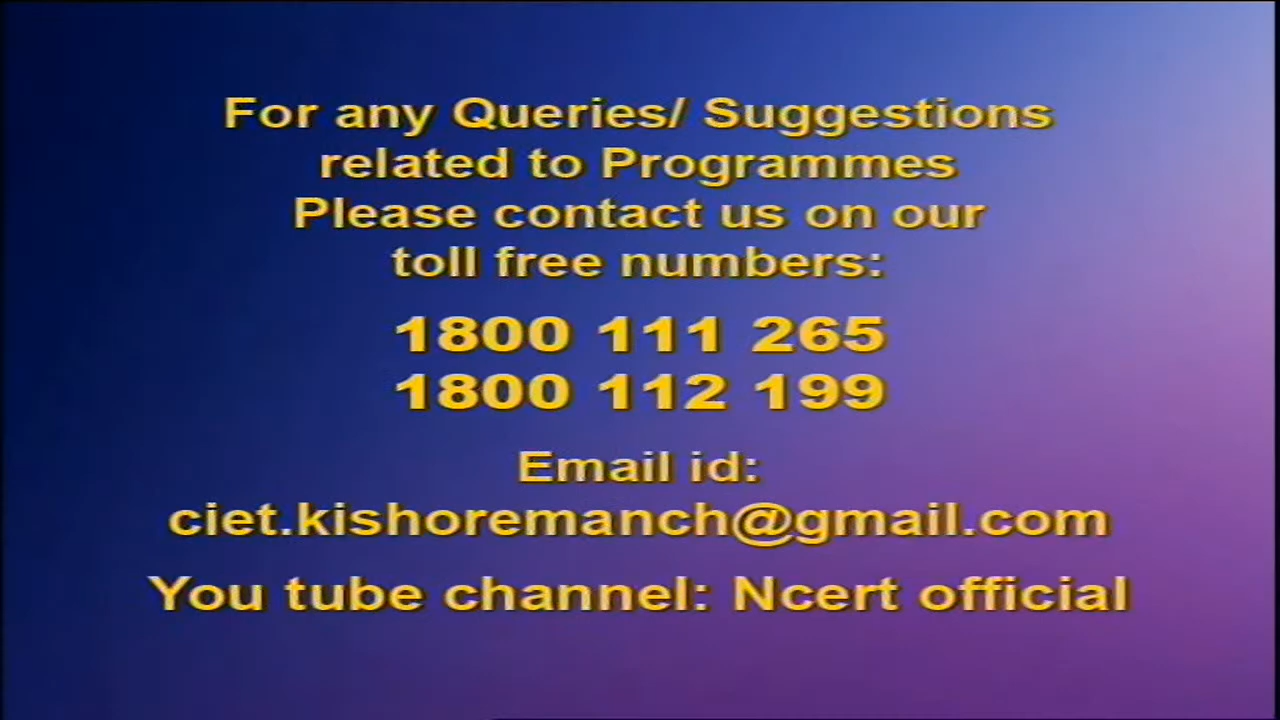 For any Queries/ Suggestions
related to Programmes
Please contact us on our
toll free numbers:
1800 111 265
1800 112 199
Email id:
ciet.kishoremanch@gmail.com
You tube channel: Ncert official